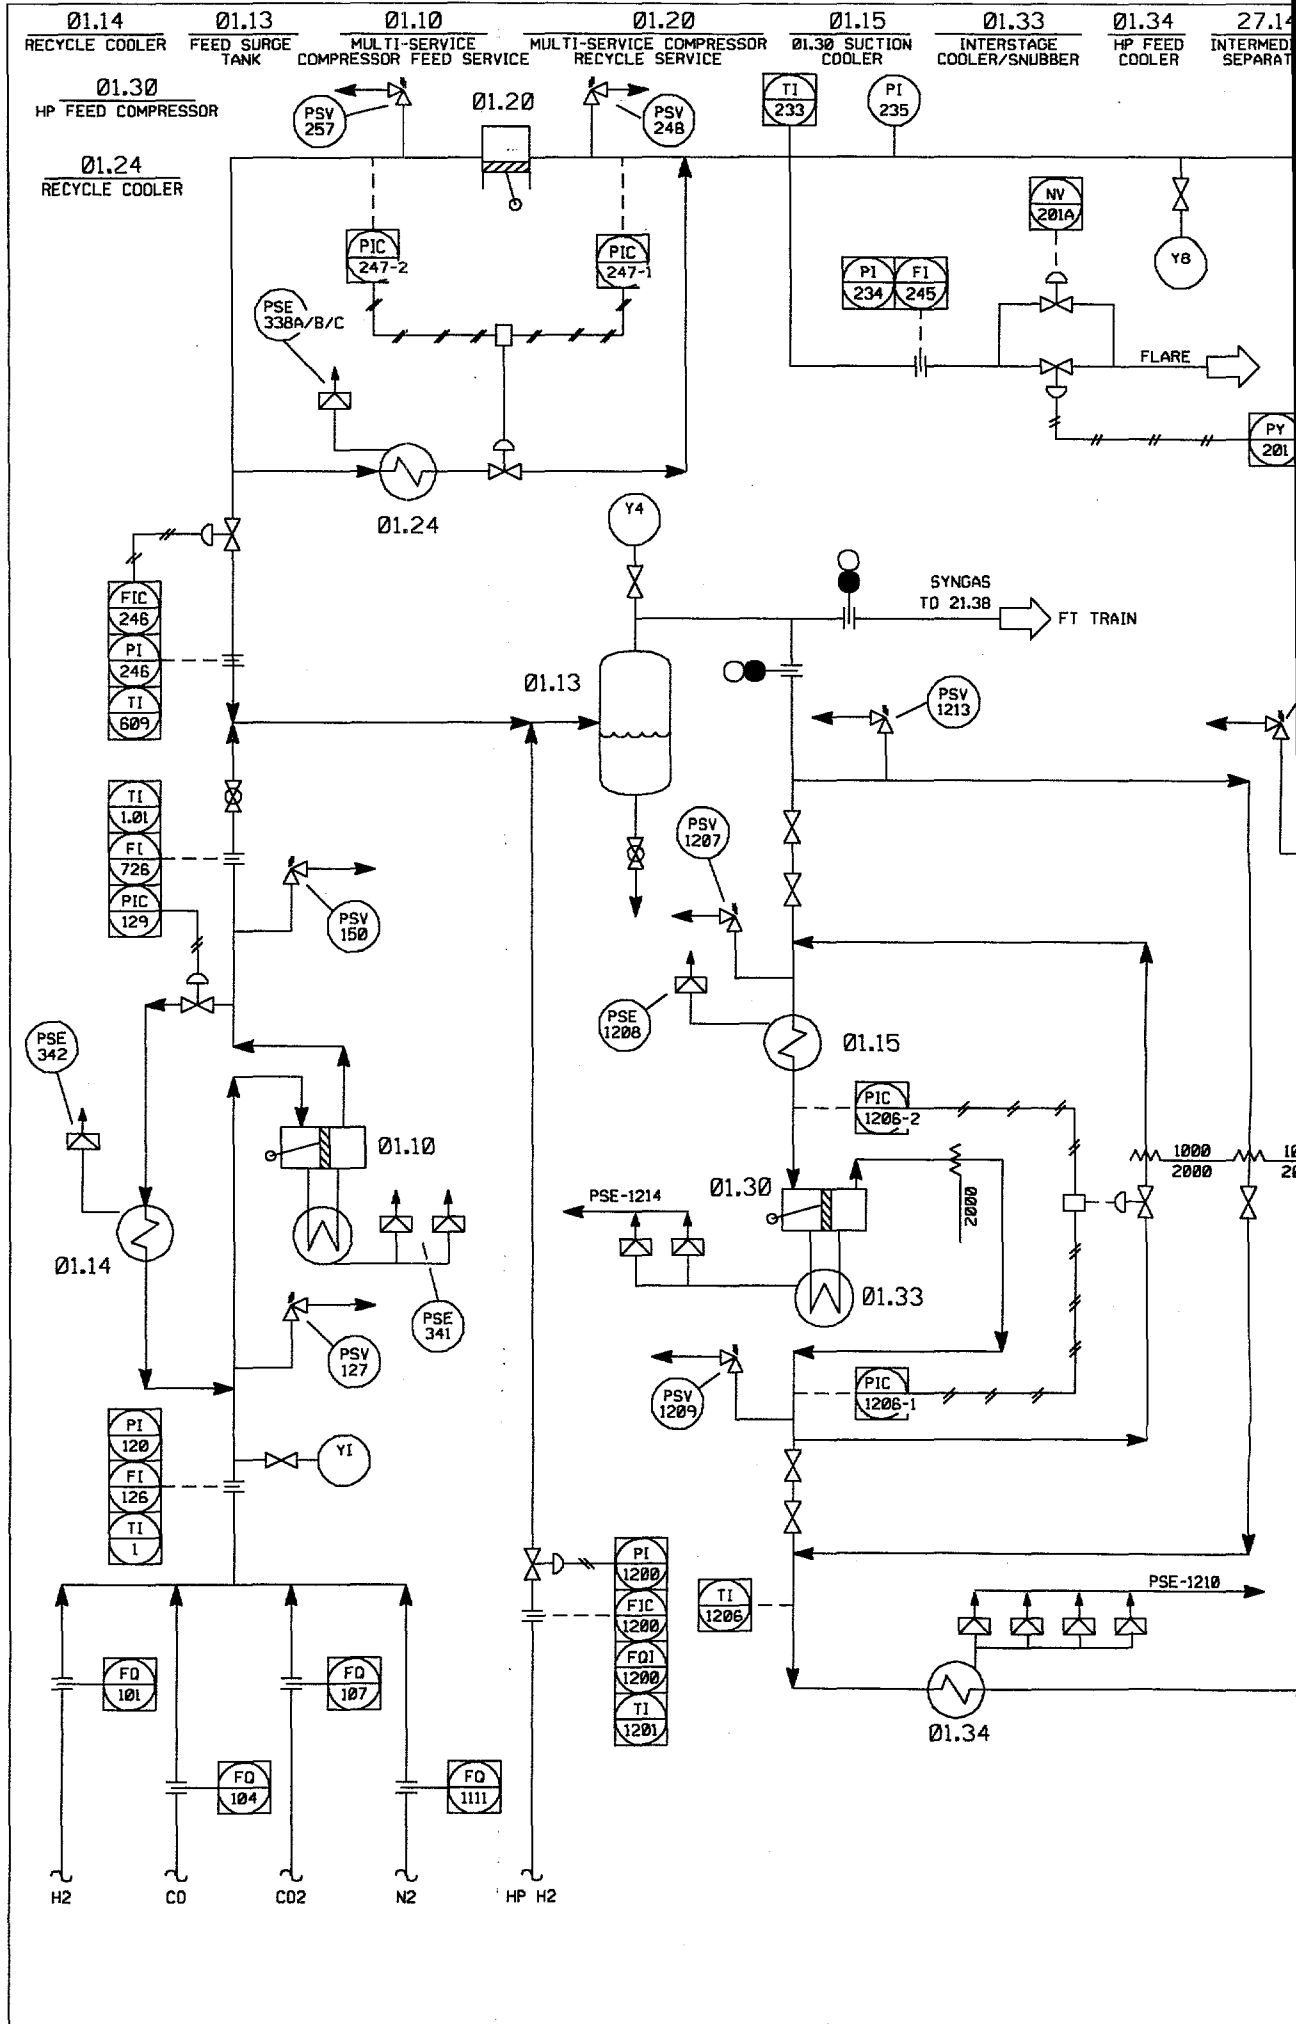 01.14
RECYCLE COOLER
01.13
FEED SURGE
TANK
01.10
MULTI-SERVICE
COMPRESSOR FEED SERVICE
01.20
MULTI-SERVICE COMPRESSOR
RECYCLE SERVICE
01.15
01.30 SUCTION
COOLER
01.33
INTERSTAGE
COOLER/SNUBBER
01.34
HP FEED
COOLER
27.14
INTERMEDI
SEPARAT
01.30
HP FEED COMPRESSOR
01.24
RECYCLE COOLER
PSV
257
01.20
PSV
248
TI
233
PI
235
NV
201A
Y8
PIC
247-2
PIC
247-1
PI
234
FI
245
PSE
338A/B/C
FLARE
PY
201
01.24
Y4
FIC
246
PI
246
TI
609
SYNGAS
TO 21.38
FT TRAIN
01.13
PSV
1213
TI
1.01
FI
726
PIC
129
PSV
150
PSV
1207
PSE
1208
01.15
PSE
342
PIC
1206-2
01.10
01.30
PSE-1214
2000
1000
2000
10
20
01.14
01.33
PSE
341
PSV
127
PSV
1209
PIC
1206-1
PI
120
FI
126
TI
1
YI
PI
1200
FIC
1200
FQI
1200
TI
1201
TI
1206
PSE-1210
01.34
FQ
101
FQ
107
FQ
104
FQ
1111
H2
CO
CO2
N2
HP H2